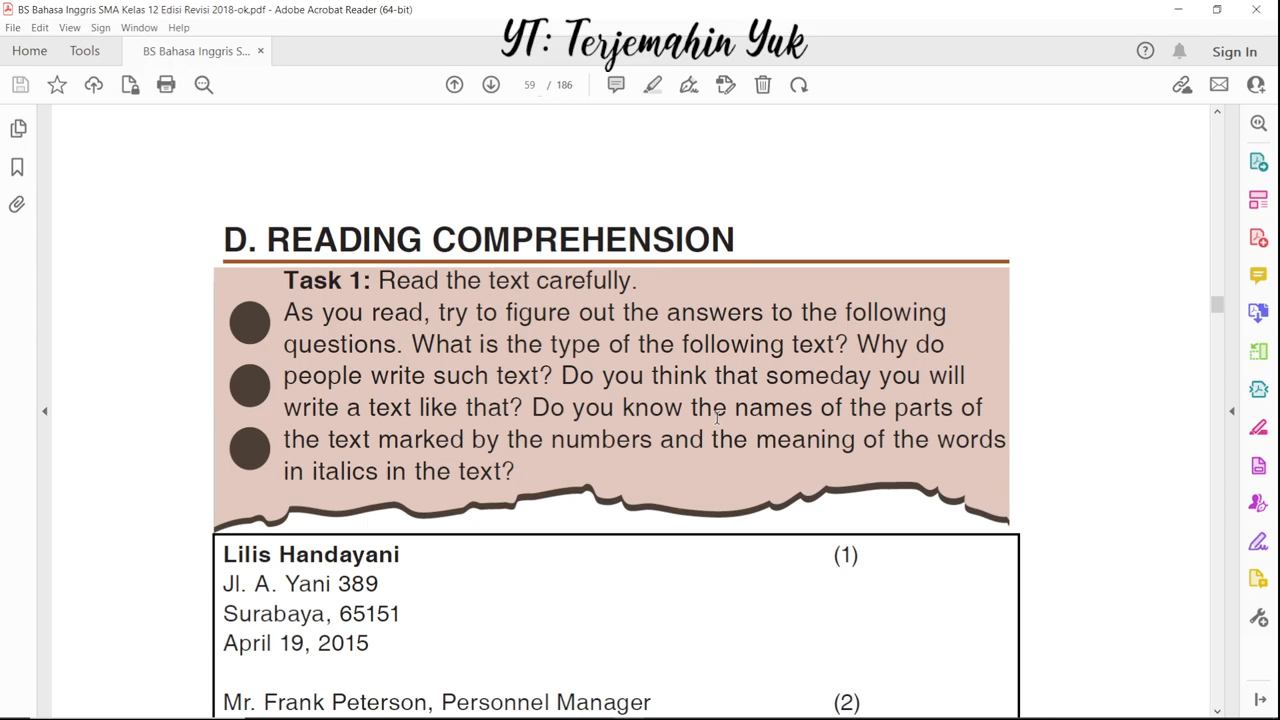 BS Bahasa Inggris SMA Kelas 12 Edisi Revisi 2018-ok.pdf - Adobe Acrobat Reader (64-bit)
File Edit View Sign Window Help
YT: Terjemahin Yuk
Home Tools BS Bahasa Inggris S... × Sign In
59 / 186
D. READING COMPREHENSION
Task 1: Read the text carefully.
As you read, try to figure out the answers to the following
questions. What is the type of the following text? Why do
people write such text? Do you think that someday you will
write a text like that? Do you know the names of the parts of
the text marked by the numbers and the meaning of the words
in italics in the text?
Lilis Handayani (1)
Jl. A. Yani 389
Surabaya, 65151
April 19, 2015
Mr. Frank Peterson, Personnel Manager (2)